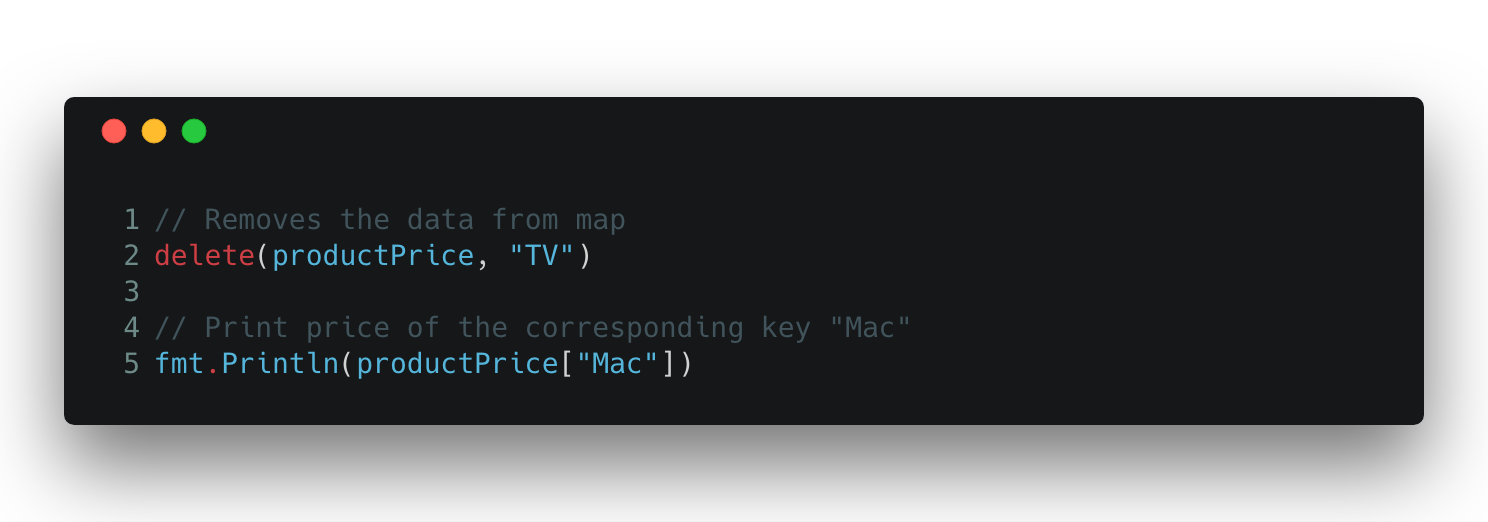 1 // Removes the data from map
2 delete(productPrice, "TV")
3
4 // Print price of the corresponding key "Mac"
5 fmt.Println(productPrice["Mac"])